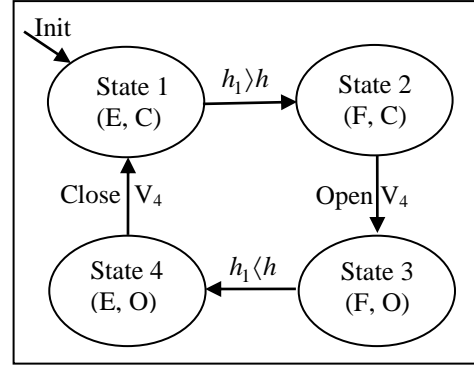 Init
State 1
(E, C)
h₁⟩h
State 2
(F, C)
Close V₄
Open V₄
State 4
(E, O)
h₁⟨h
State 3
(F, O)